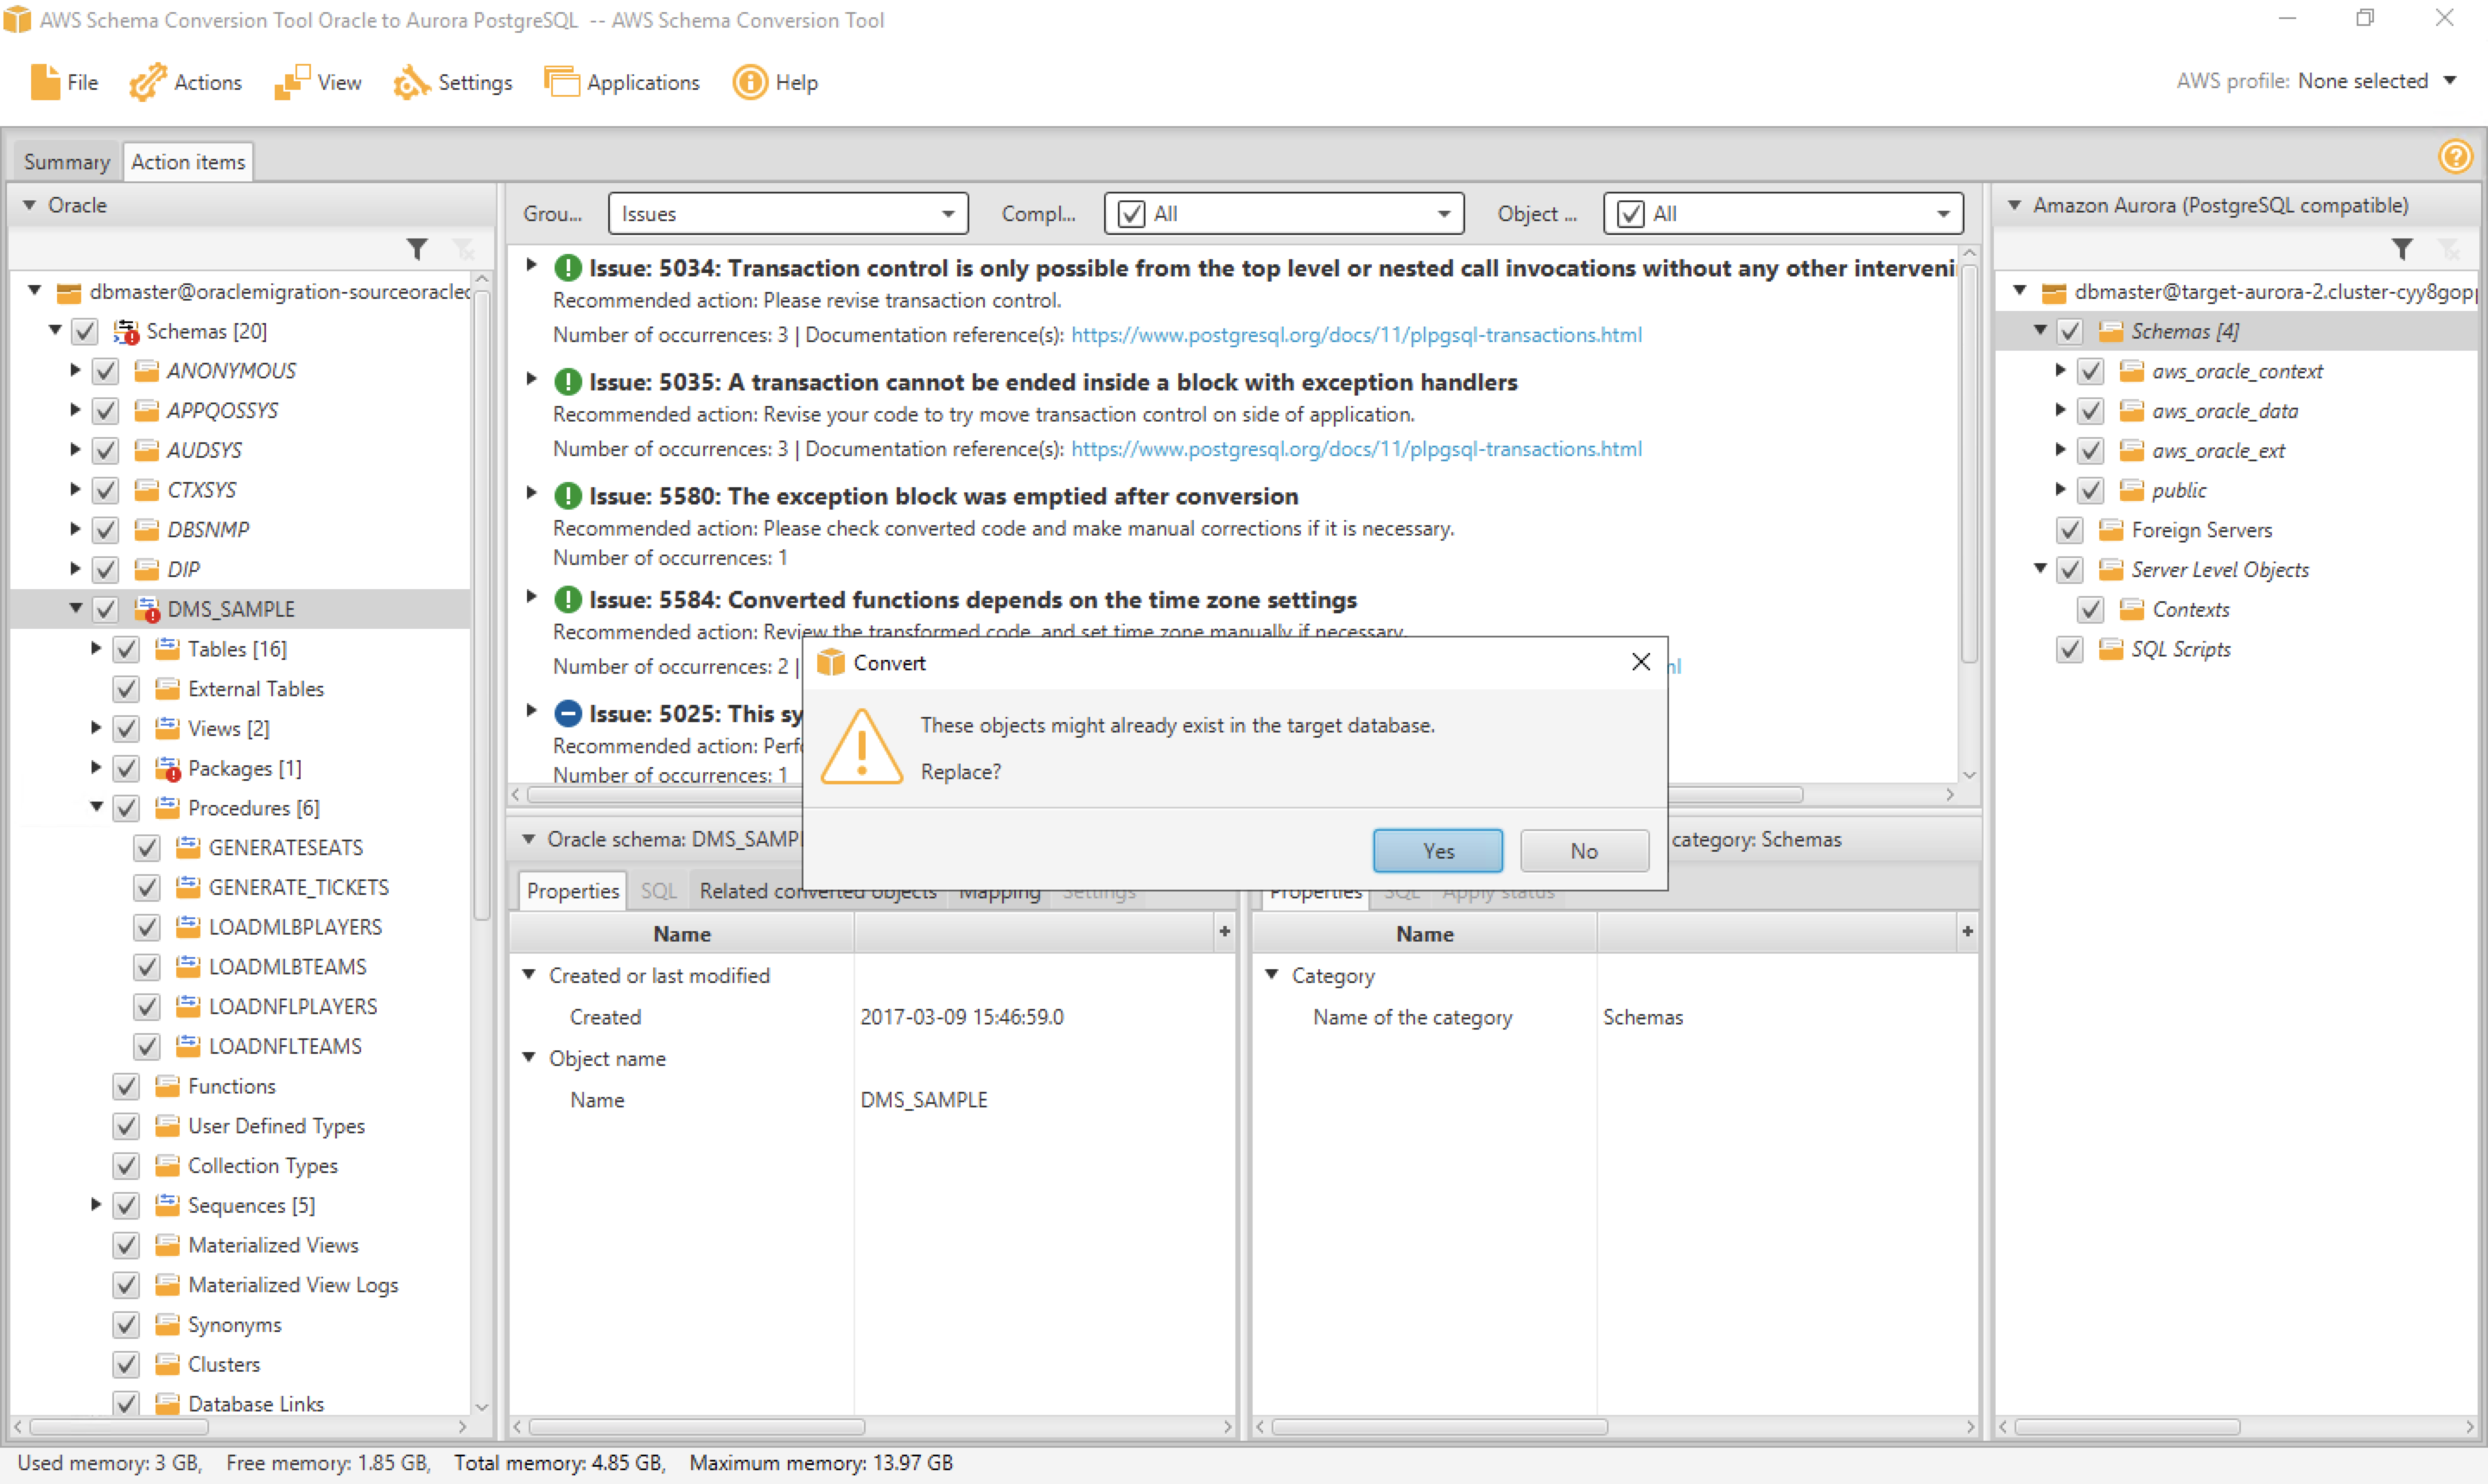 AWS Schema Conversion Tool Oracle to Aurora PostgreSQL -- AWS Schema Conversion Tool
File Actions View Settings Applications Help
AWS profile: None selected
Summary Action items
Oracle
dbmaster@oraclemigration-sourceoracled
Schemas [20]
ANONYMOUS
APPQOSSYS
AUDSYS
CTXSYS
DBSNMP
DIP
DMS_SAMPLE
Tables [16]
External Tables
Views [2]
Packages [1]
Procedures [6]
GENERATESEATS
GENERATE_TICKETS
LOADMLBPLAYERS
LOADMLBTEAMS
LOADNFLPLAYERS
LOADNFLTEAMS
Functions
User Defined Types
Collection Types
Sequences [5]
Materialized Views
Materialized View Logs
Synonyms
Clusters
Database Links
Grou... Issues Compl... All Object ... All
Issue: 5034: Transaction control is only possible from the top level or nested call invocations without any other interveni
Recommended action: Please revise transaction control.
Number of occurrences: 3 | Documentation reference(s): https://www.postgresql.org/docs/11/plpgsql-transactions.html
Issue: 5035: A transaction cannot be ended inside a block with exception handlers
Recommended action: Revise your code to try move transaction control on side of application.
Number of occurrences: 3 | Documentation reference(s): https://www.postgresql.org/docs/11/plpgsql-transactions.html
Issue: 5580: The exception block was emptied after conversion
Recommended action: Please check converted code and make manual corrections if it is necessary.
Number of occurrences: 1
Issue: 5584: Converted functions depends on the time zone settings
Recommended action: Review the transformed code, and set time zone manually if necessary.
Number of occurrences: 2 |
Issue: 5025: This sy
Recommended action: Perf
Number of occurrences: 1
Convert
These objects might already exist in the target database.
Replace?
Yes No
Oracle schema: DMS_SAMPL
category: Schemas
Properties SQL Related converted objects Mapping Settings
Name
Created or last modified
Created 2017-03-09 15:46:59.0
Object name
Name DMS_SAMPLE
Properties SQL Apply status
Name
Category
Name of the category Schemas
Amazon Aurora (PostgreSQL compatible)
dbmaster@target-aurora-2.cluster-cyy8gop
Schemas [4]
aws_oracle_context
aws_oracle_data
aws_oracle_ext
public
Foreign Servers
Server Level Objects
Contexts
SQL Scripts
Used memory: 3 GB, Free memory: 1.85 GB, Total memory: 4.85 GB, Maximum memory: 13.97 GB